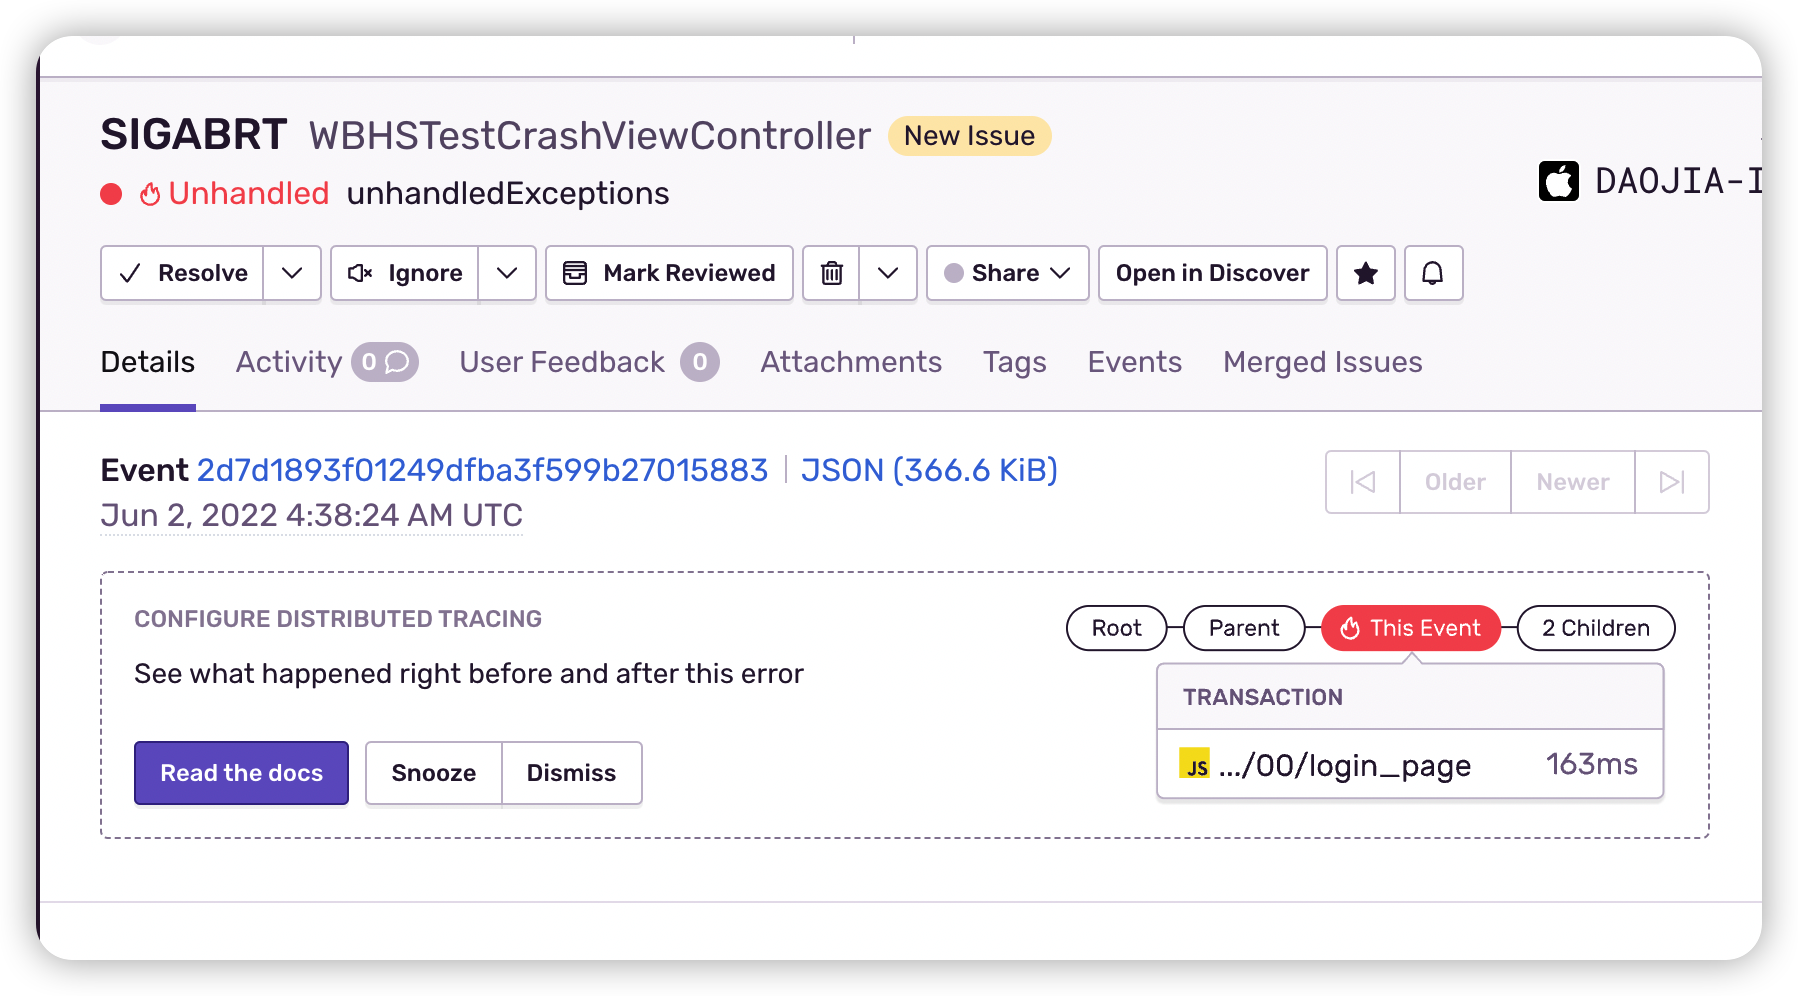 SIGABRT WBHSTestCrashViewController New Issue
Unhandled unhandledExceptions
DAOJIA-I
Resolve Ignore Mark Reviewed Share Open in Discover
Details Activity 0 User Feedback 0 Attachments Tags Events Merged Issues
Event 2d7d1893f01249dfba3f599b27015883 | JSON (366.6 KiB)
Jun 2, 2022 4:38:24 AM UTC
Older Newer
CONFIGURE DISTRIBUTED TRACING
See what happened right before and after this error
Read the docs Snooze Dismiss
Root Parent This Event 2 Children
TRANSACTION
JS .../00/login_page 163ms